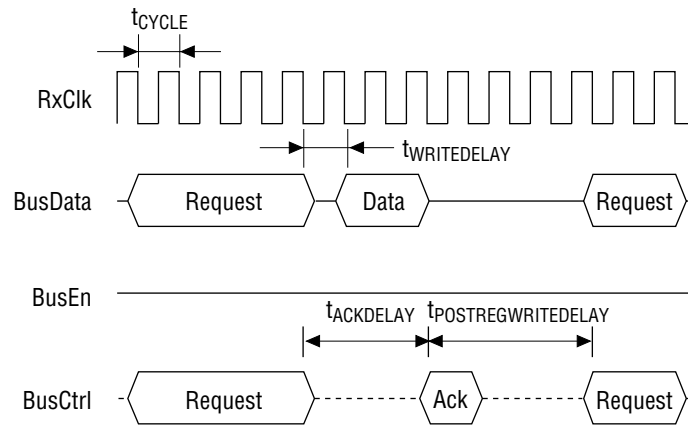 tCYCLE
RxClk
tWRITEDELAY
BusData
Request
Data
Request
BusEn
tACKDELAY
tPOSTREGWRITEDELAY
BusCtrl
Request
Ack
Request